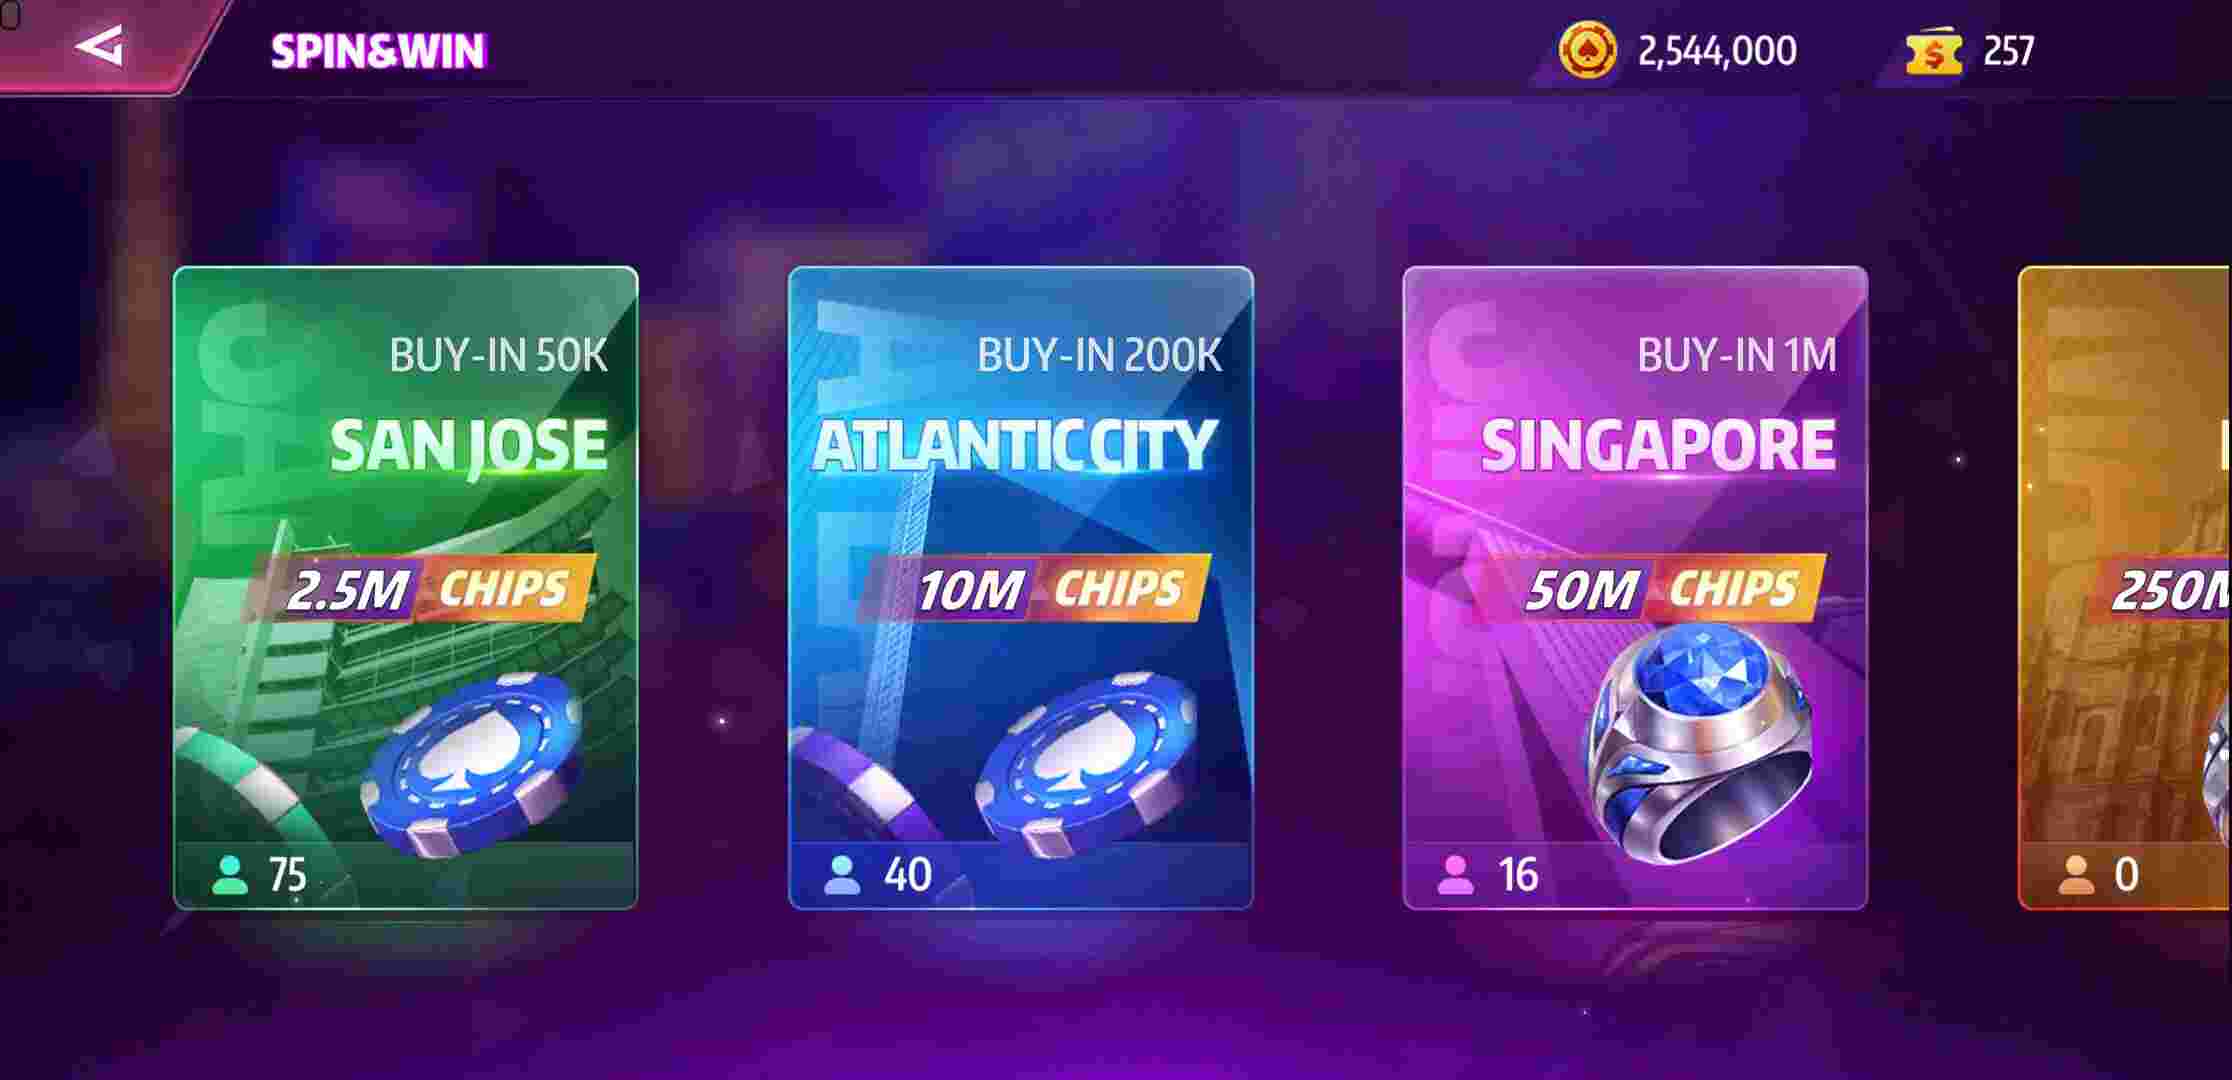 SPIN&WIN
2,544,000
257
BUY-IN 50K
SAN JOSE
2.5M CHIPS
75
BUY-IN 200K
ATLANTIC CITY
10M CHIPS
40
BUY-IN 1M
SINGAPORE
50M CHIPS
16
250M
0